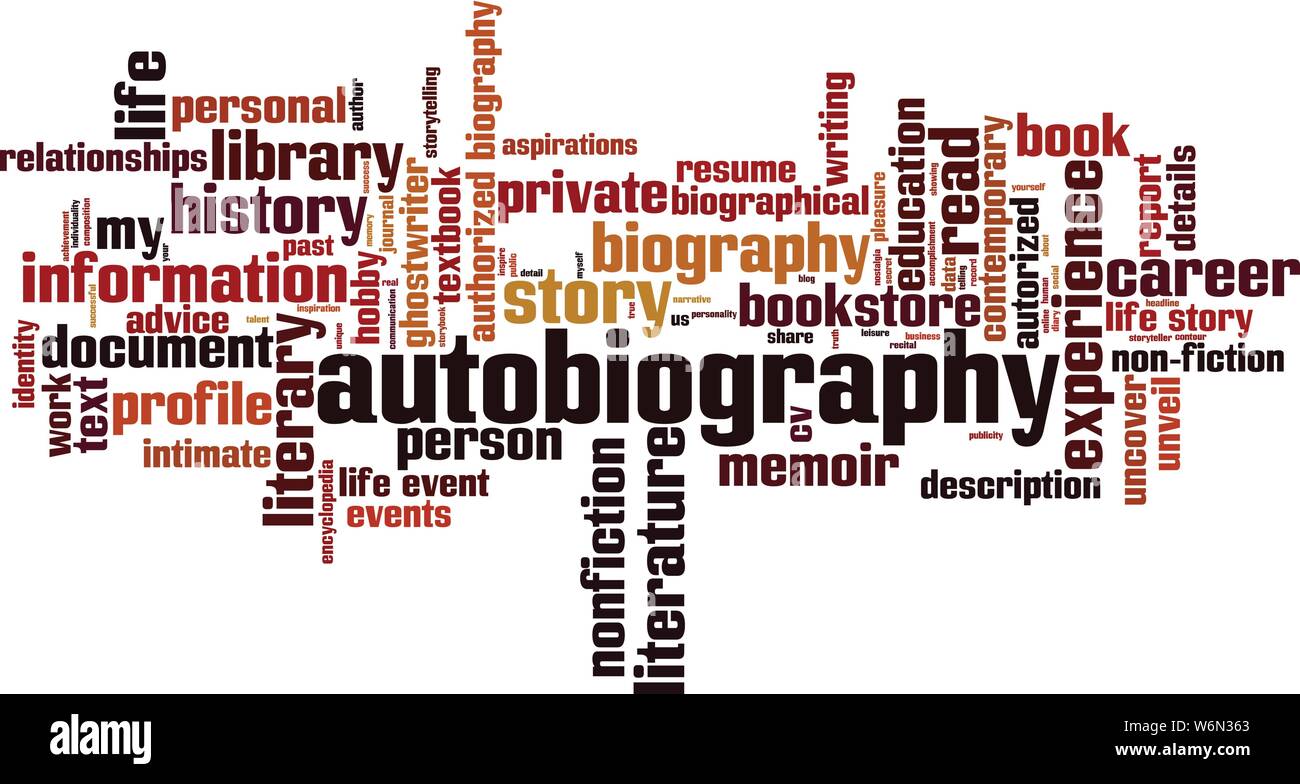 authorized biography
life
personal
author
storytelling
writing
relationships
library
aspirations
resume
education
read
contemporary
book
history
success
journal
ghostwriter
textbook
private
biographical
pleasure
showing
yourself
experience
report
details
achievement
individuality
composition
my
your
past
memory
biography
authorized
about
information
hobby
real
inspire
public
detail
myself
blog
nostalgia
secret
accomplishment
data
telling
record
online
human
diary
social
career
successful
inspiration
communication
storybook
story
narrative
true
us
personality
bookstore
headline
life story
advice
talent
unique
share
truth
leisure
recital
business
storyteller
contour
identity
document
literary
autobiography
non-fiction
work
text
profile
person
cv
publicity
uncover
unveil
intimate
encyclopedia
life event
events
nonfiction
literature
memoir
description
alamy
alamy
Image ID: W6N363
www.alamy.com